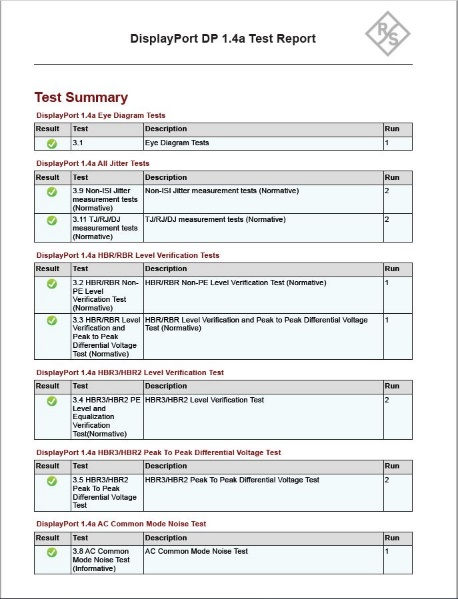 DisplayPort DP 1.4a Test Report
R
S
Test Summary
DisplayPort 1.4a Eye Diagram Tests
Result Test Description Run
3.1 Eye Diagram Tests 1
DisplayPort 1.4a All Jitter Tests
Result Test Description Run
3.9 Non-ISI Jitter Non-ISI Jitter measurement tests (Normative) 2
measurement tests
(Normative)
3.11 TJ/RJ/DJ TJ/RJ/DJ measurement tests (Normative) 2
measurement tests
(Normative)
DisplayPort 1.4a HBR/RBR Level Verification Tests
Result Test Description Run
3.2 HBR/RBR Non- HBR/RBR Non-PE Level Verification Test (Normative) 1
PE Level
Verification Test
(Normative)
3.3 HBR/RBR Level HBR/RBR Level Verification and Peak to Peak Differential Voltage 1
Verification and Test (Normative)
Peak to Peak
Differential Voltage
Test (Normative)
DisplayPort 1.4a HBR3/HBR2 Level Verification Test
Result Test Description Run
3.4 HBR3/HBR2 PE HBR3/HBR2 Level Verification Test 2
Level and
Equalization
Verification
Test(Normative)
DisplayPort 1.4a HBR3/HBR2 Peak To Peak Differential Voltage Test
Result Test Description Run
3.5 HBR3/HBR2 HBR3/HBR2 Peak To Peak Differential Voltage Test 2
Peak To Peak
Differential Voltage
Test
DisplayPort 1.4a AC Common Mode Noise Test
Result Test Description Run
3.8 AC Common AC Common Mode Noise Test 1
Mode Noise Test
(Informative)